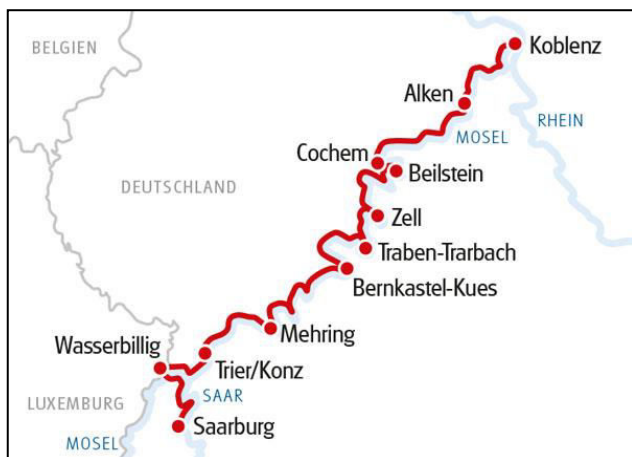 BELGIEN
Koblenz
Alken
RHEIN
MOSEL
Cochem
Beilstein
DEUTSCHLAND
Zell
Traben-Trarbach
Bernkastel-Kues
Mehring
Wasserbillig
Trier/Konz
SAAR
LUXEMBURG
Saarburg
MOSEL